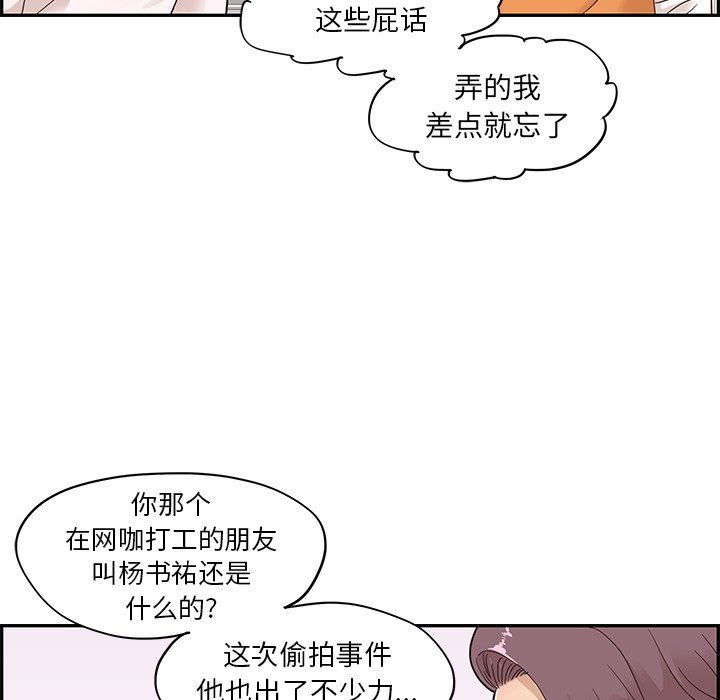 这些屁话
弄的我
差点就忘了
你那个
在网咖打工的朋友
叫杨书祐还是
什么的?
这次偷拍事件
他也出了不少力...